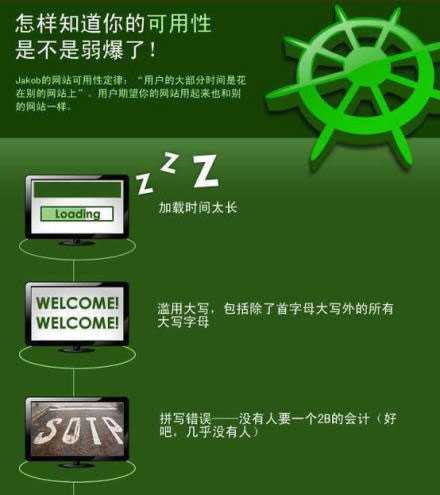 怎样知道你的可用性
是不是弱爆了！
Jakob的网站可用性定律：“用户的大部分时间是花
在别的网站上”。用户期望你的网站用起来也和别
的网站一样。
Z Z Z
Loading
加载时间太长
WELCOME!
WELCOME!
滥用大写，包括除了首字母大写外的所有
大写字母
SOTP
拼写错误——没有人要一个2B的会计（好
吧，几乎没有人）